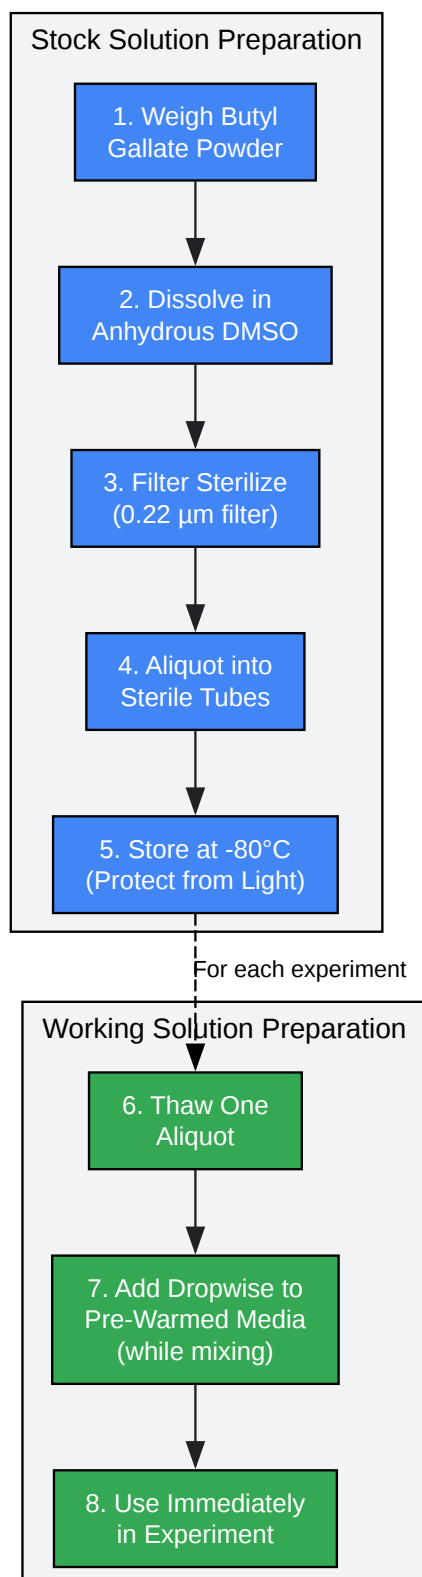 Stock Solution Preparation
1. Weigh Butyl
Gallate Powder
2. Dissolve in
Anhydrous DMSO
3. Filter Sterilize
(0.22 µm filter)
4. Aliquot into
Sterile Tubes
5. Store at -80°C
(Protect from Light)
For each experiment
Working Solution Preparation
6. Thaw One
Aliquot
7. Add Dropwise to
Pre-Warmed Media
(while mixing)
8. Use Immediately
in Experiment